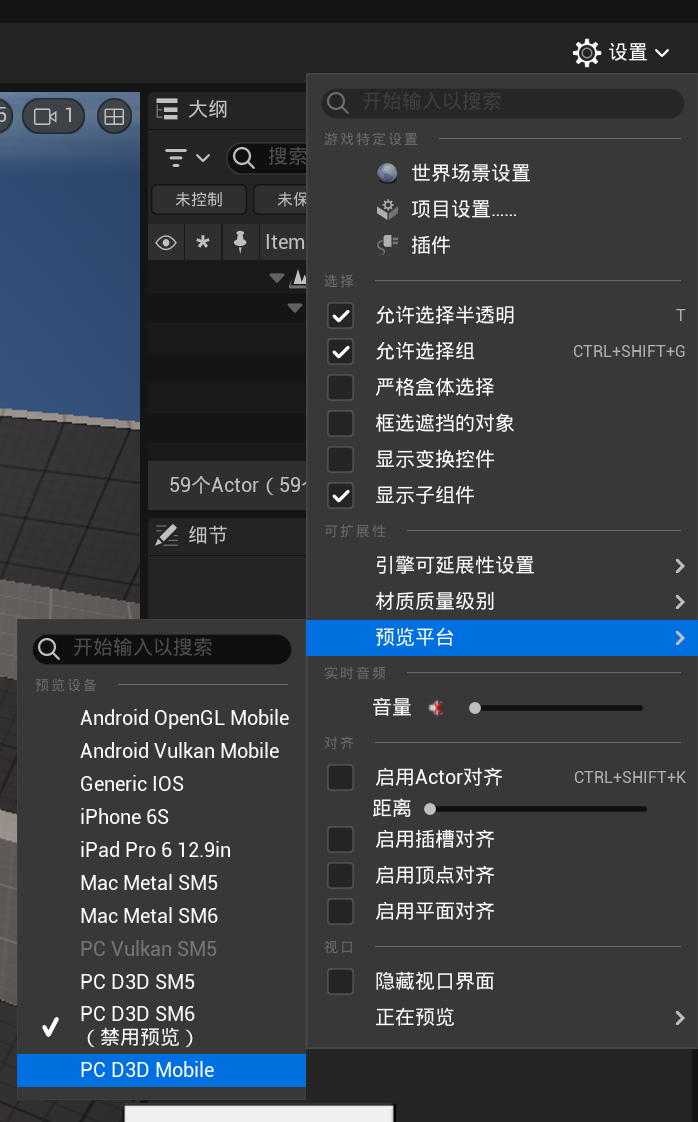 设置
开始输入以搜索
游戏特定设置
世界场景设置
项目设置......
插件
选择
允许选择半透明 T
允许选择组 CTRL+SHIFT+G
严格盒体选择
框选遮挡的对象
显示变换控件
显示子组件
可扩展性
引擎可延展性设置
材质质量级别
预览平台
实时音频
音量
对齐
启用Actor对齐 CTRL+SHIFT+K
距离
启用插槽对齐
启用顶点对齐
启用平面对齐
视口
隐藏视口界面
正在预览
5
1
大纲
搜索
未控制
未保
Item
59个Actor（59个
细节
开始输入以搜索
预览设备
Android OpenGL Mobile
Android Vulkan Mobile
Generic IOS
iPhone 6S
iPad Pro 6 12.9in
Mac Metal SM5
Mac Metal SM6
PC Vulkan SM5
PC D3D SM5
PC D3D SM6
（禁用预览）
PC D3D Mobile